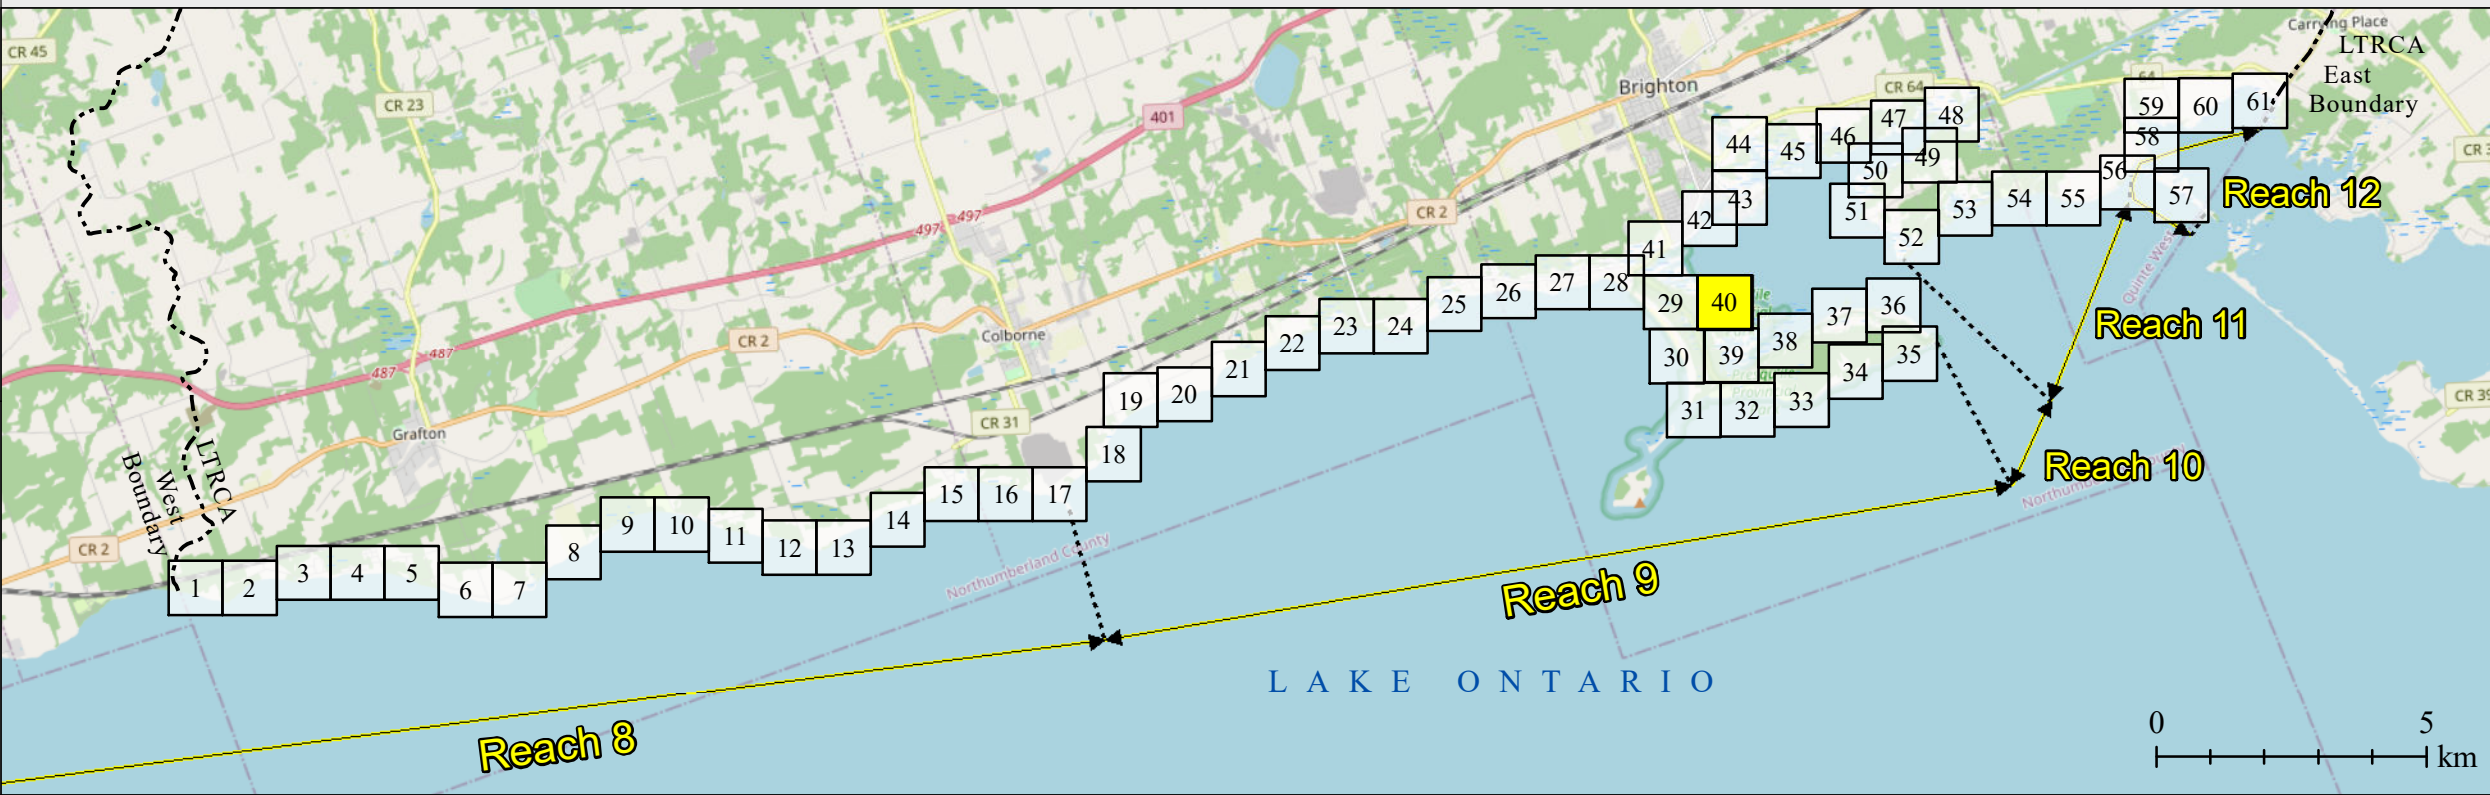 CR 45
CR 23
401
Brighton
CR 64
64
Carrying Place
LTRCA
East
Boundary
CR 2
497
497
Colborne
CR 2
487
487
Grafton
CR 31
CR 2
LTRCA
West
Boundary
1 2 3 4 5 6 7 8 9 10 11 12 13 14 15 16 17
18 19 20 21 22 23 24 25 26 27 28 29 40
30 39 38 37 36
31 32 33 34 35
41 42 43 44 45 46 47 48
49 50 51 52 53 54 55 56 57
58 59 60 61
Reach 12
Quinte West
Reach 11
CR 39
Reach 10
Northumberland County
Reach 9
Reach 8
LAKE ONTARIO
0 5
km